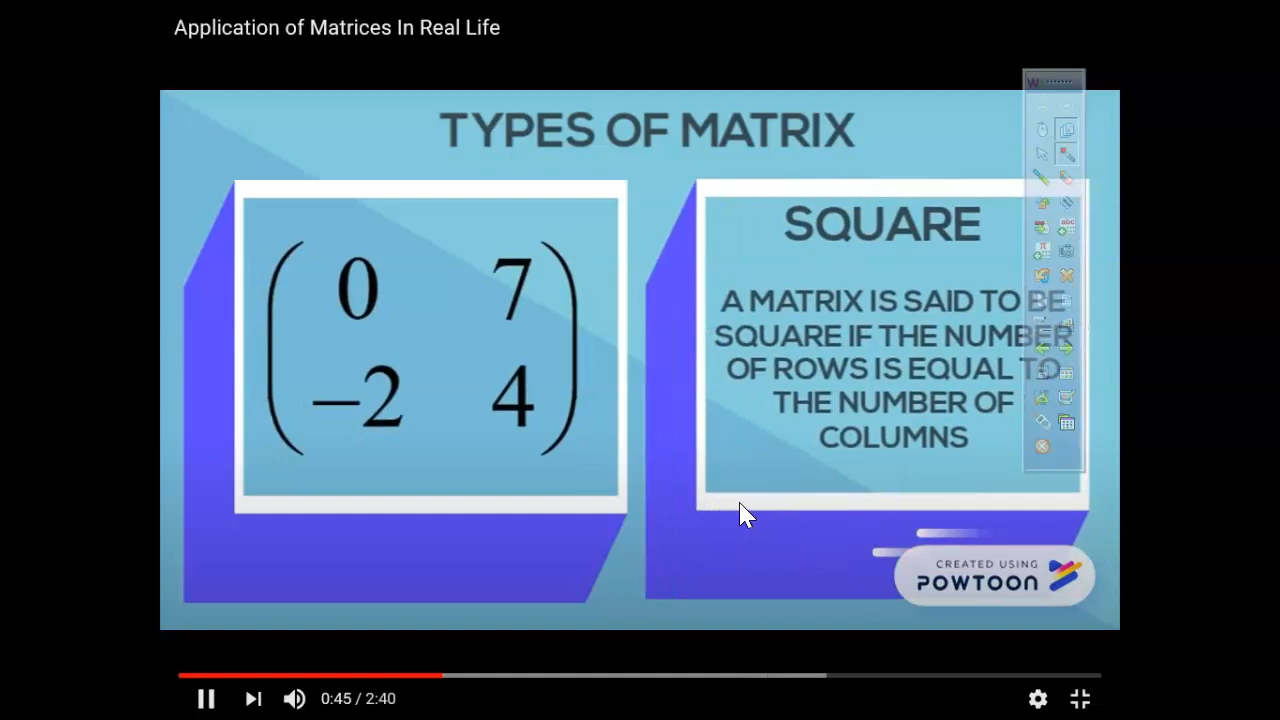 Application of Matrices In Real Life
TYPES OF MATRIX
0 7
−2 4
SQUARE
A MATRIX IS SAID TO BE
SQUARE IF THE NUMBER
OF ROWS IS EQUAL TO
THE NUMBER OF
COLUMNS
CREATED USING
POWTOON
0:45 / 2:40